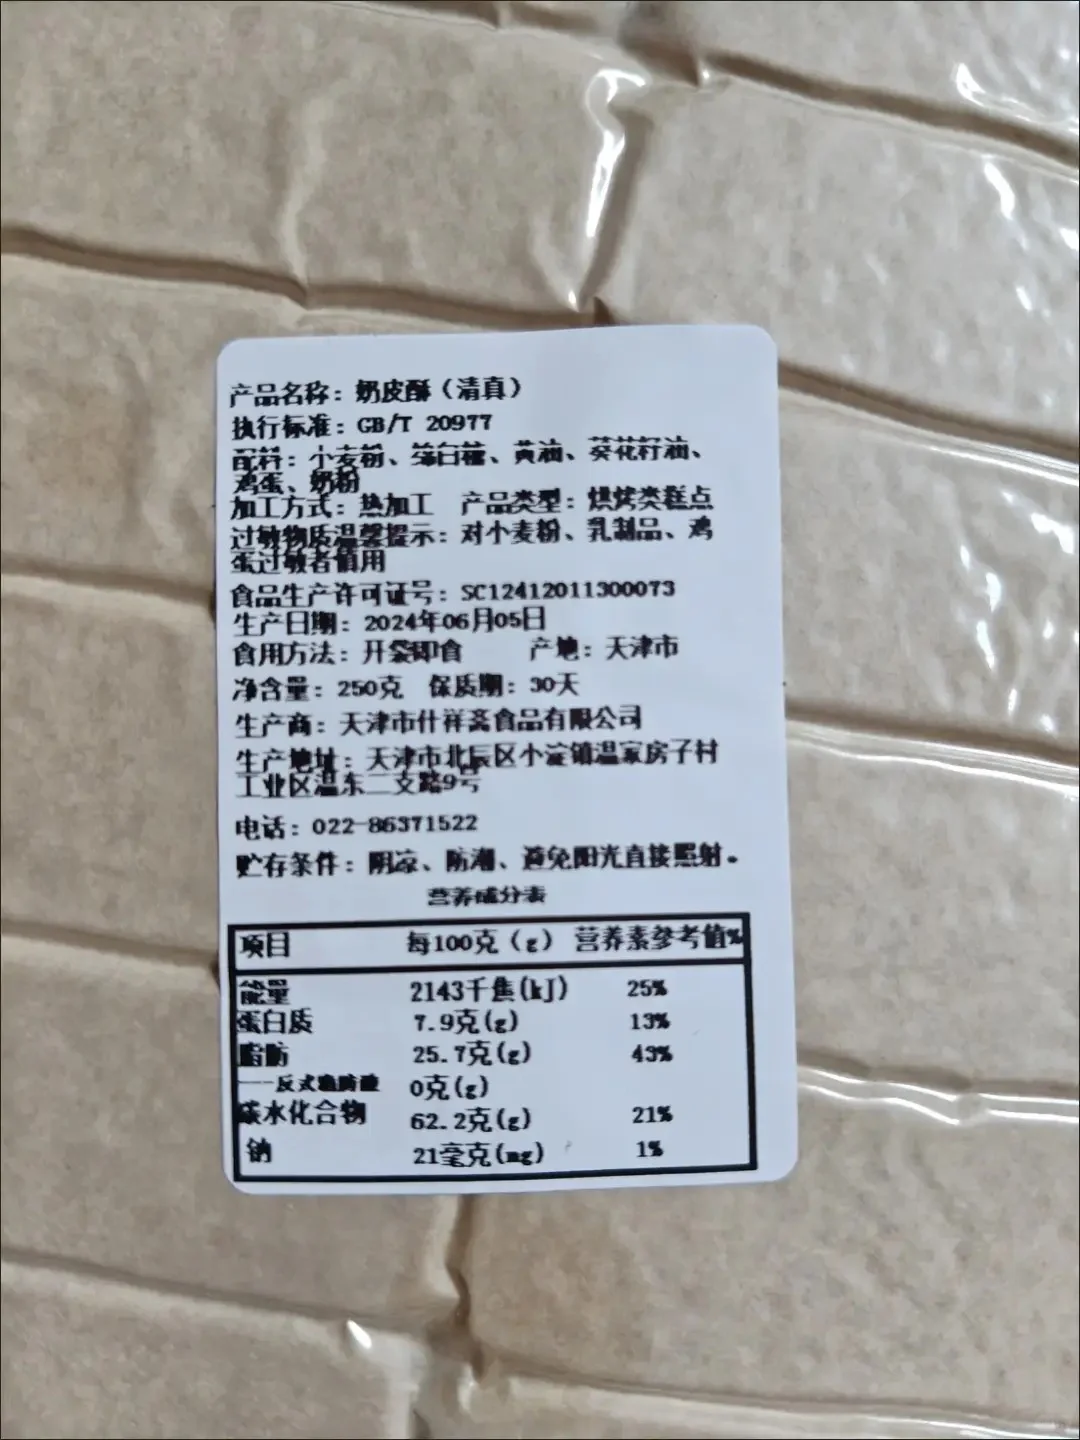 产品名称：奶皮酥（清真）
执行标准：GB/T 20977
配料：小麦粉、绵白糖、黄油、葵花籽油、
鸡蛋、奶粉
加工方式：热加工 产品类型：烘烤类糕点
过敏物质温馨提示：对小麦粉、乳制品、鸡
蛋过敏者慎用
食品生产许可证号：SC12412011300073
生产日期：2024年06月05日
食用方法：开袋即食 产地：天津市
净含量：250克 保质期：30天
生产商：天津市什祥斋食品有限公司
生产地址：天津市北辰区小淀镇温家房子村
工业区温东二支路9号
电话：022-86371522
贮存条件：阴凉、防潮、避免阳光直接照射。
营养成分表
项目 每100克（g） 营养素参考值%
能量 2143千焦(kJ) 25%
蛋白质 7.9克(g) 13%
脂肪 25.7克(g) 43%
——反式脂肪酸 0克(g)
碳水化合物 62.2克(g) 21%
钠 21毫克(mg) 1%